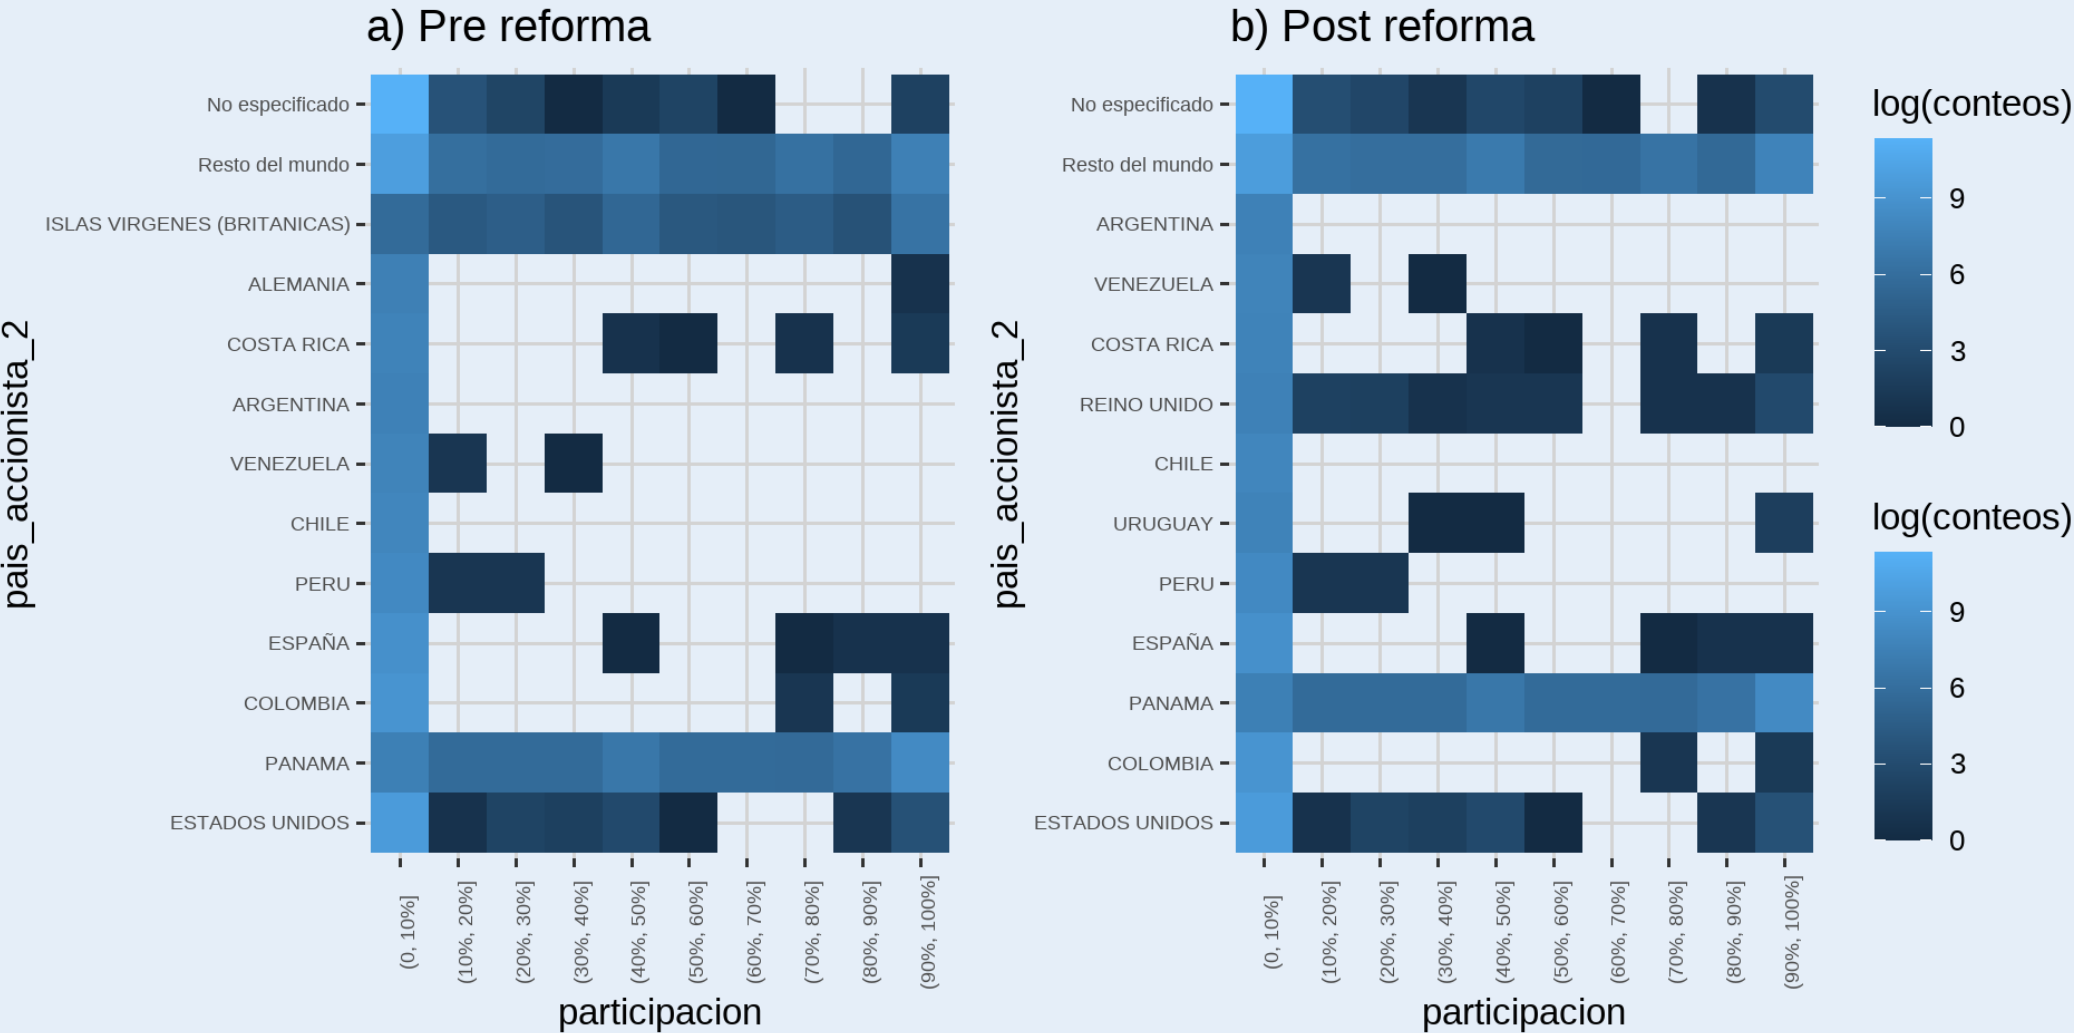 a) Pre reforma
No especificado
Resto del mundo
ISLAS VIRGENES (BRITANICAS)
ALEMANIA
COSTA RICA
ARGENTINA
VENEZUELA
CHILE
PERU
ESPAÑA
COLOMBIA
PANAMA
ESTADOS UNIDOS
pais_accionista_2
(0, 10%]
(10%, 20%]
(20%, 30%]
(30%, 40%]
(40%, 50%]
(50%, 60%]
(60%, 70%]
(70%, 80%]
(80%, 90%]
(90%, 100%]
participacion
b) Post reforma
No especificado
Resto del mundo
ARGENTINA
VENEZUELA
COSTA RICA
REINO UNIDO
CHILE
URUGUAY
PERU
ESPAÑA
PANAMA
COLOMBIA
ESTADOS UNIDOS
pais_accionista_2
(0, 10%]
(10%, 20%]
(20%, 30%]
(30%, 40%]
(40%, 50%]
(50%, 60%]
(60%, 70%]
(70%, 80%]
(80%, 90%]
(90%, 100%]
participacion
log(conteos)
9
6
3
0
log(conteos)
9
6
3
0